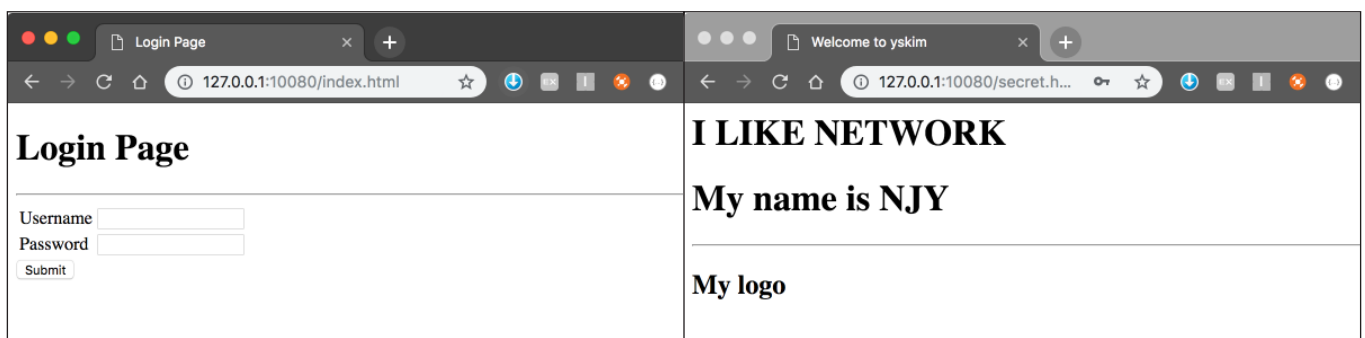 Login Page
127.0.0.1:10080/index.html
Login Page
Username
Password
Submit
Welcome to yskim
127.0.0.1:10080/secret.h...
I LIKE NETWORK
My name is NJY
My logo